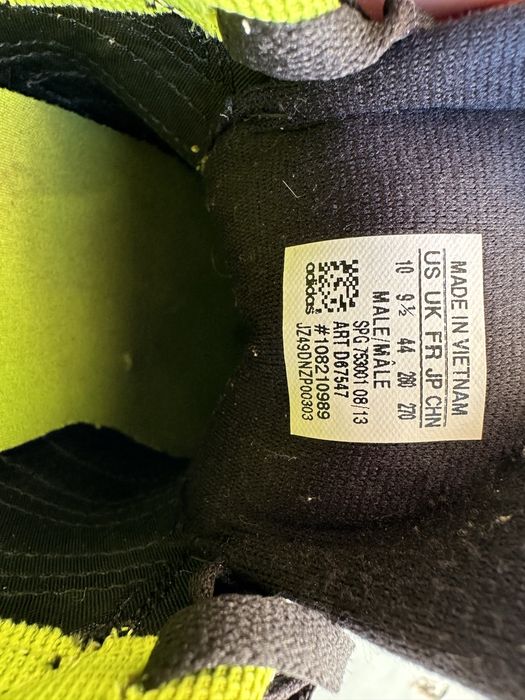 MADE IN VIETNAM
US UK FR JP CHN
10 9½ 44 280 270
MALE/MALE
SPG 753001 08/13
ART D67547
#108210989
JZ49DNZP00303
adidas